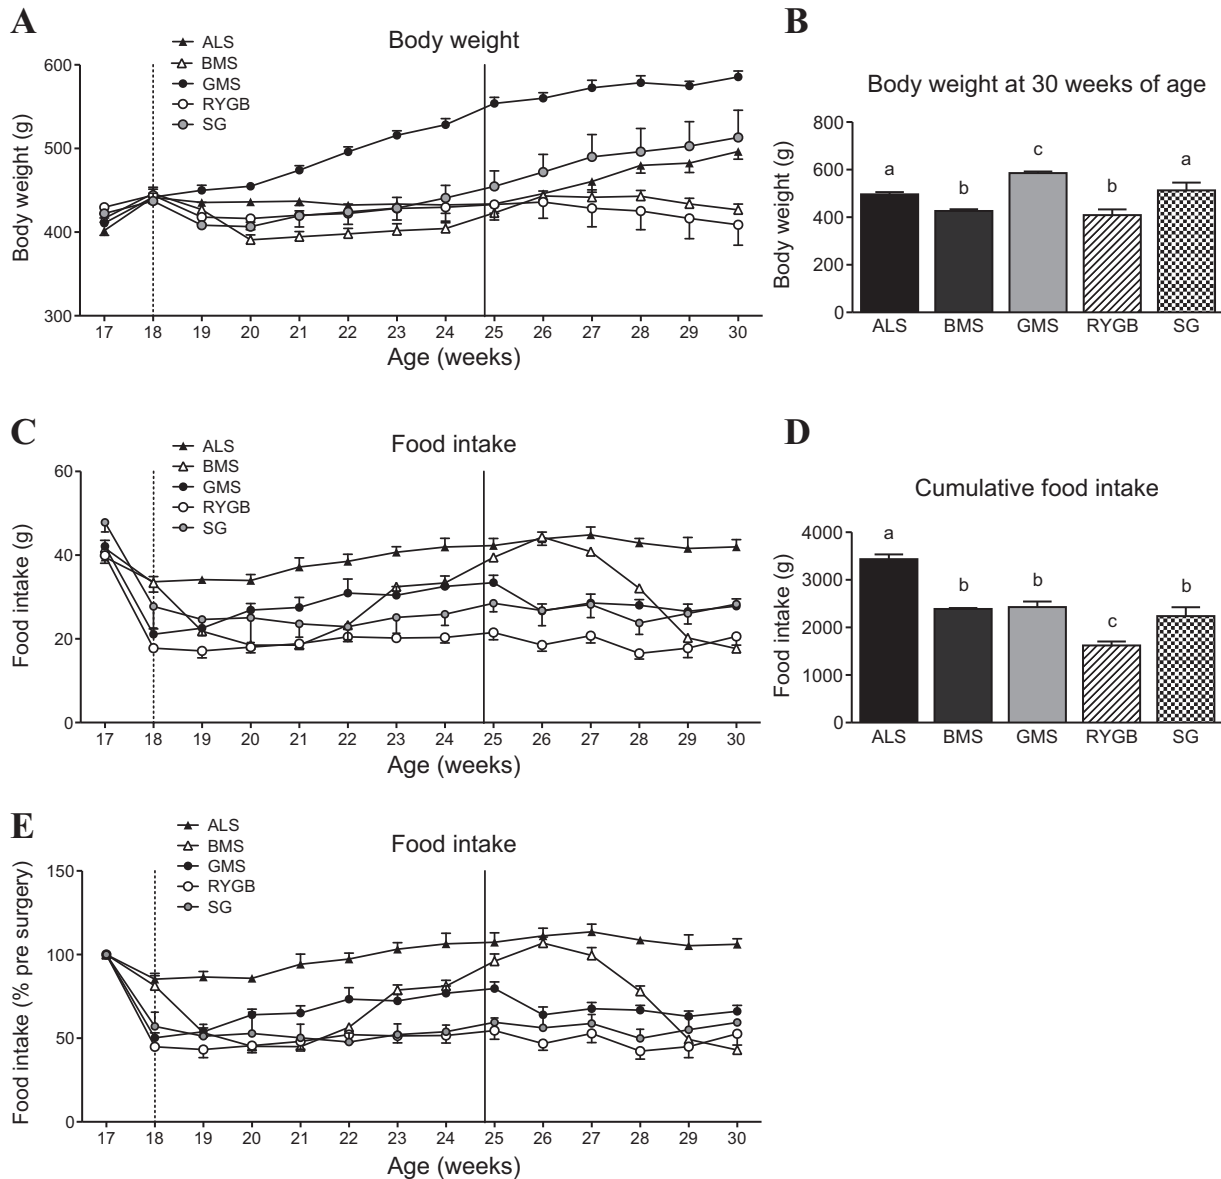 A
Body weight
ALS
BMS
GMS
RYGB
SG
Body weight (g)
600
500
400
300
17 18 19 20 21 22 23 24 25 26 27 28 29 30
Age (weeks)
B
Body weight at 30 weeks of age
Body weight (g)
800
600
400
200
0
a b c b a
ALS BMS GMS RYGB SG
C
Food intake
ALS
BMS
GMS
RYGB
SG
Food intake (g)
60
40
20
0
17 18 19 20 21 22 23 24 25 26 27 28 29 30
Age (weeks)
D
Cumulative food intake
Food intake (g)
4000
3000
2000
1000
0
a b b c b
ALS BMS GMS RYGB SG
E
Food intake
ALS
BMS
GMS
RYGB
SG
Food intake (% pre surgery)
150
100
50
0
17 18 19 20 21 22 23 24 25 26 27 28 29 30
Age (weeks)